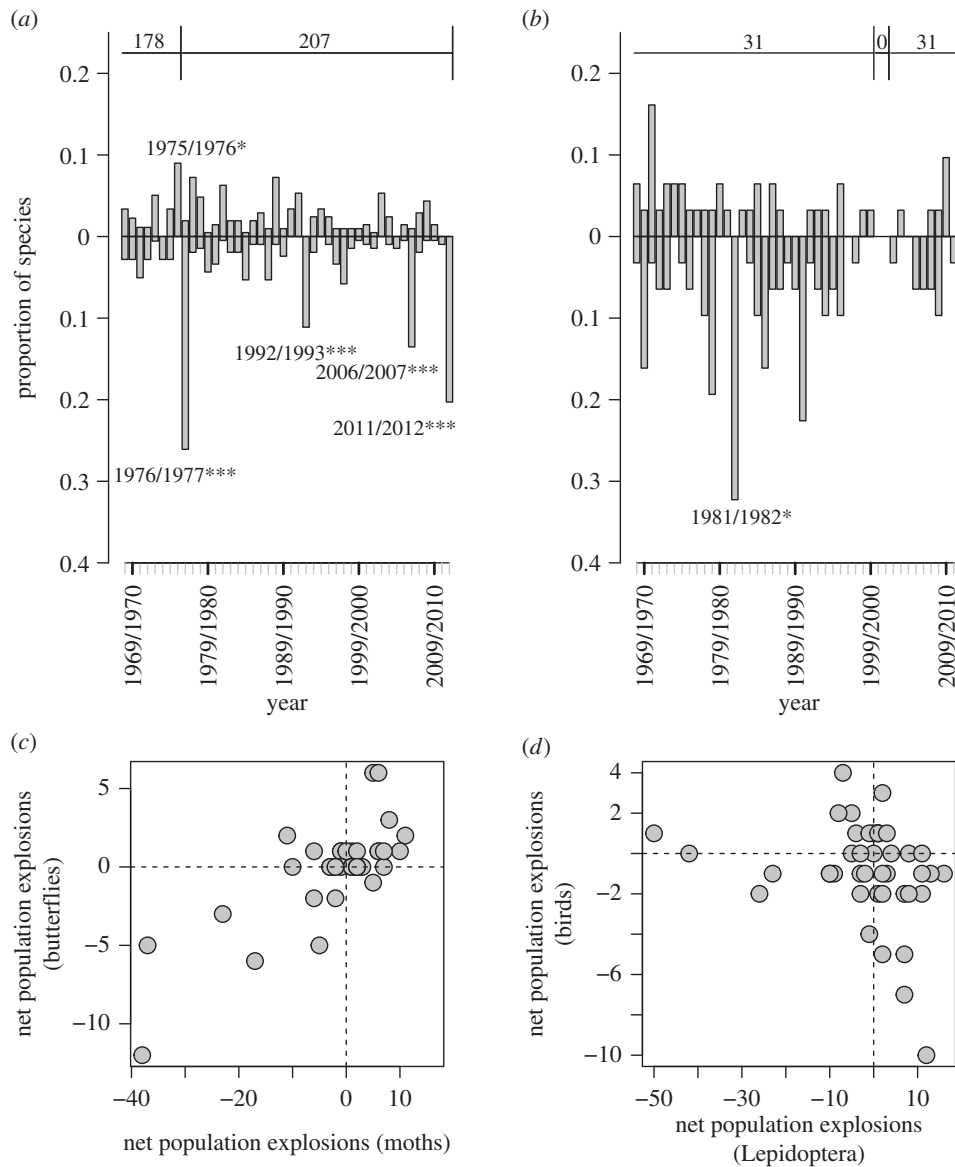 (a)
178 207
0.2
0.1
0
0.1
0.2
0.3
0.4
proportion of species
1975/1976*
1992/1993***
2006/2007***
2011/2012***
1976/1977***
1969/1970
1979/1980
1989/1990
1999/2000
2009/2010
year
(b)
31 0 31
0.2
0.1
0
0.1
0.2
0.3
0.4
1981/1982*
1969/1970
1979/1980
1989/1990
1999/2000
2009/2010
year
(c)
5
0
−5
−10
net population explosions
(butterflies)
−40 −20 0 10
net population explosions (moths)
(d)
4
2
0
−2
−6
−10
net population explosions
(birds)
−50 −30 −10 10
net population explosions
(Lepidoptera)